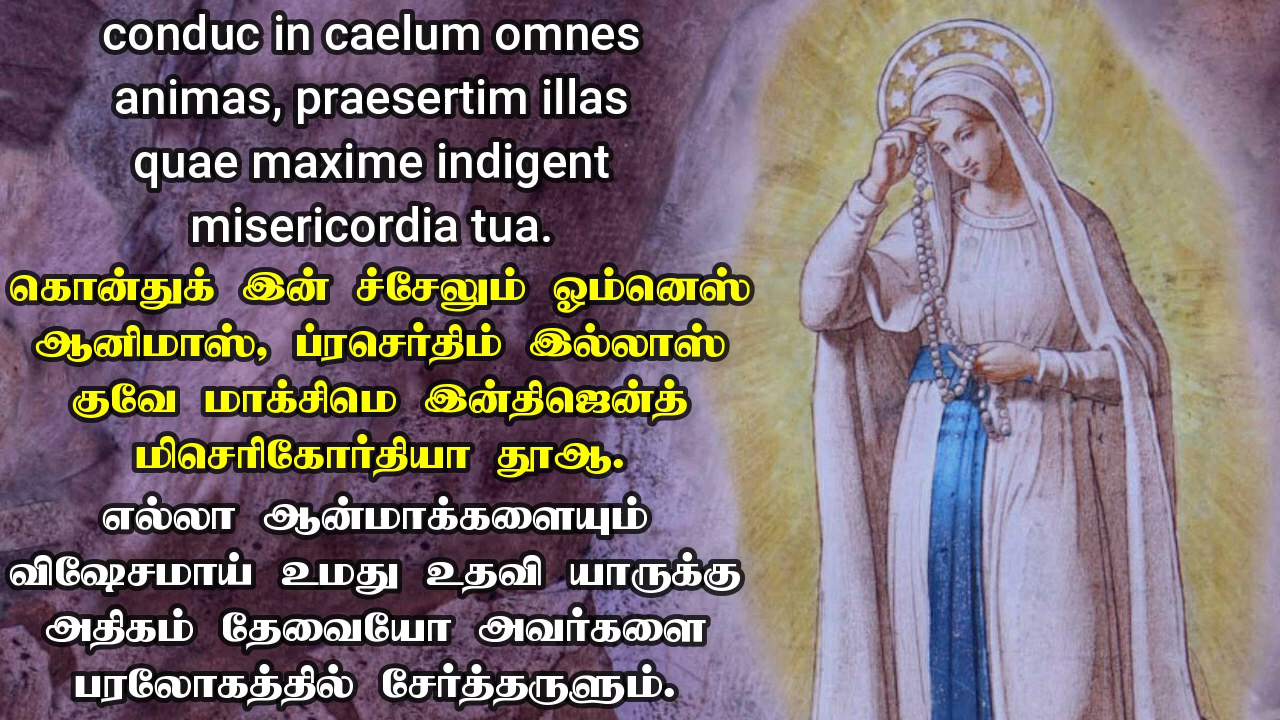 conduc in caelum omnes
animas, praesertim illas
quae maxime indigent
misericordia tua.
கொன்துக் இன் ச்சேலும் ஓம்னெஸ்
ஆனிமாஸ், ப்ரசெர்திம் இல்லாஸ்
குவே மாக்சிமெ இன்திஜென்த்
மிசெரிகோர்தியா தூஆ.
எல்லா ஆன்மாக்களையும்
விஷேசமாய் உமது உதவி யாருக்கு
அதிகம் தேவையோ அவர்களை
பரலோகத்தில் சேர்த்தருளும்.